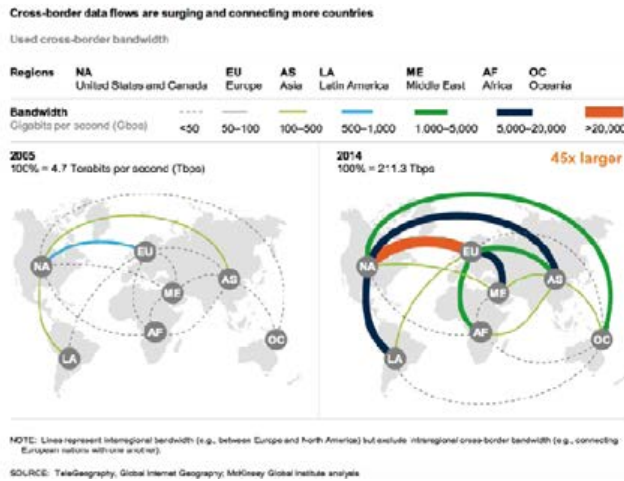 Cross-border data flows are surging and connecting more countries
Used cross-border bandwidth
Regions NA EU AS LA ME AF OC
United States and Canada Europe Asia Latin America Middle East Africa Oceania
Bandwidth
Gigabits per second (Gbps) <50 50–100 100–500 500–1,000 1,000–5,000 5,000–20,000 >20,000
2005
100% = 4.7 Terabits per second (Tbps)
NA
EU
AS
ME
AF
OC
LA
2014
100% = 211.3 Tbps
45x larger
NA
EU
AS
ME
AF
OC
LA
NOTE: Lines represent interregional bandwidth (e.g., between Europe and North America) but exclude intraregional cross-border bandwidth (e.g., connecting
European nations with one another).
SOURCE: TeleGeography, Global Internet Geography; McKinsey Global Institute analysis